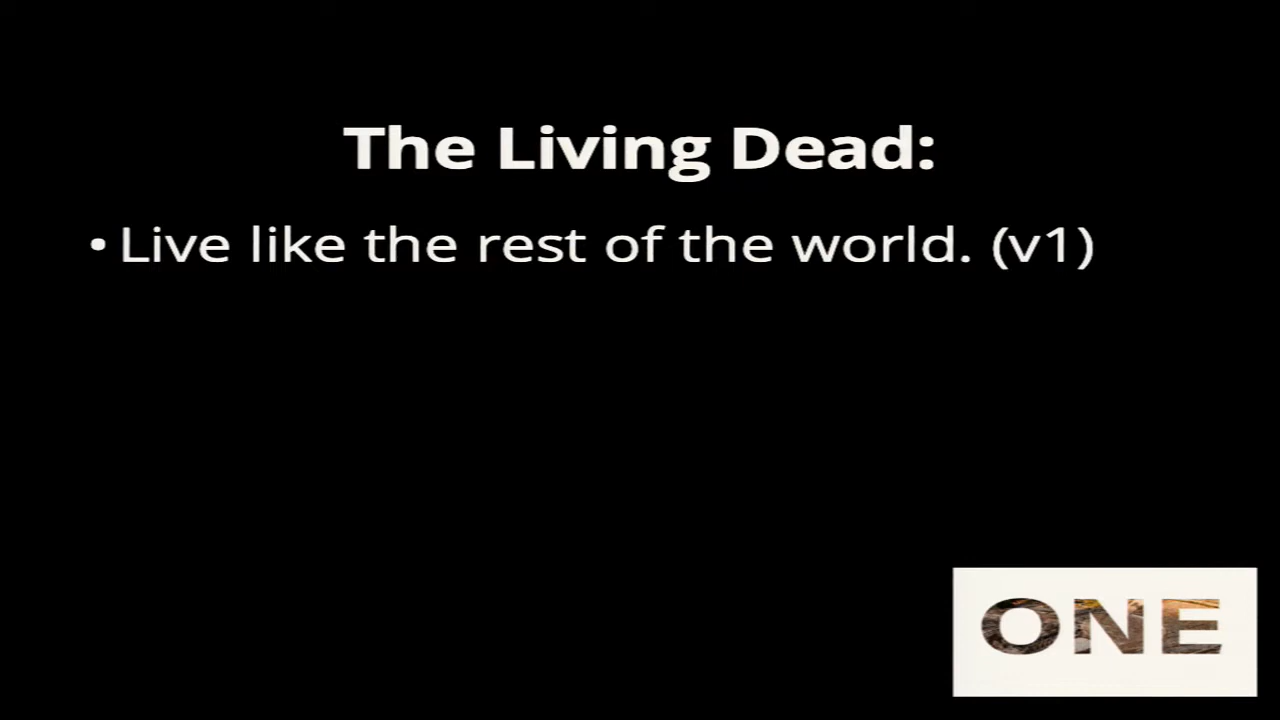 The Living Dead:
• Live like the rest of the world. (v1)
ONE